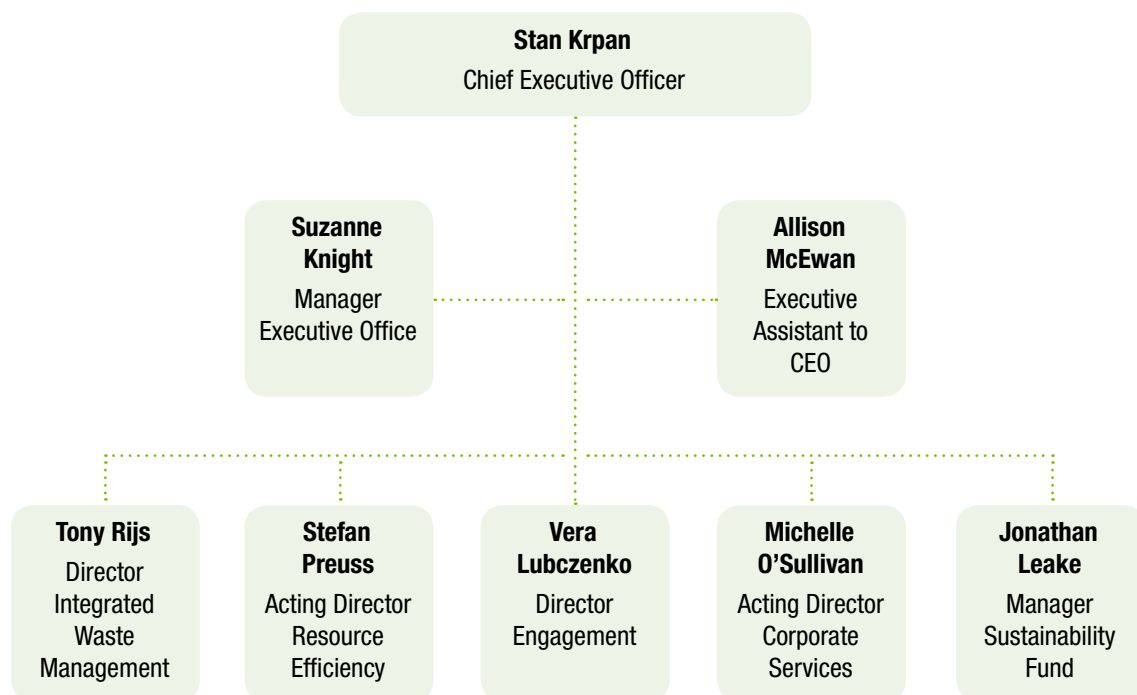 Stan Krpan
Chief Executive Officer
Suzanne
Knight
Manager
Executive Office
Allison
McEwan
Executive
Assistant to
CEO
Tony Rijs
Director
Integrated
Waste
Management
Stefan
Preuss
Acting Director
Resource
Efficiency
Vera
Lubczenko
Director
Engagement
Michelle
O’Sullivan
Acting Director
Corporate
Services
Jonathan
Leake
Manager
Sustainability
Fund